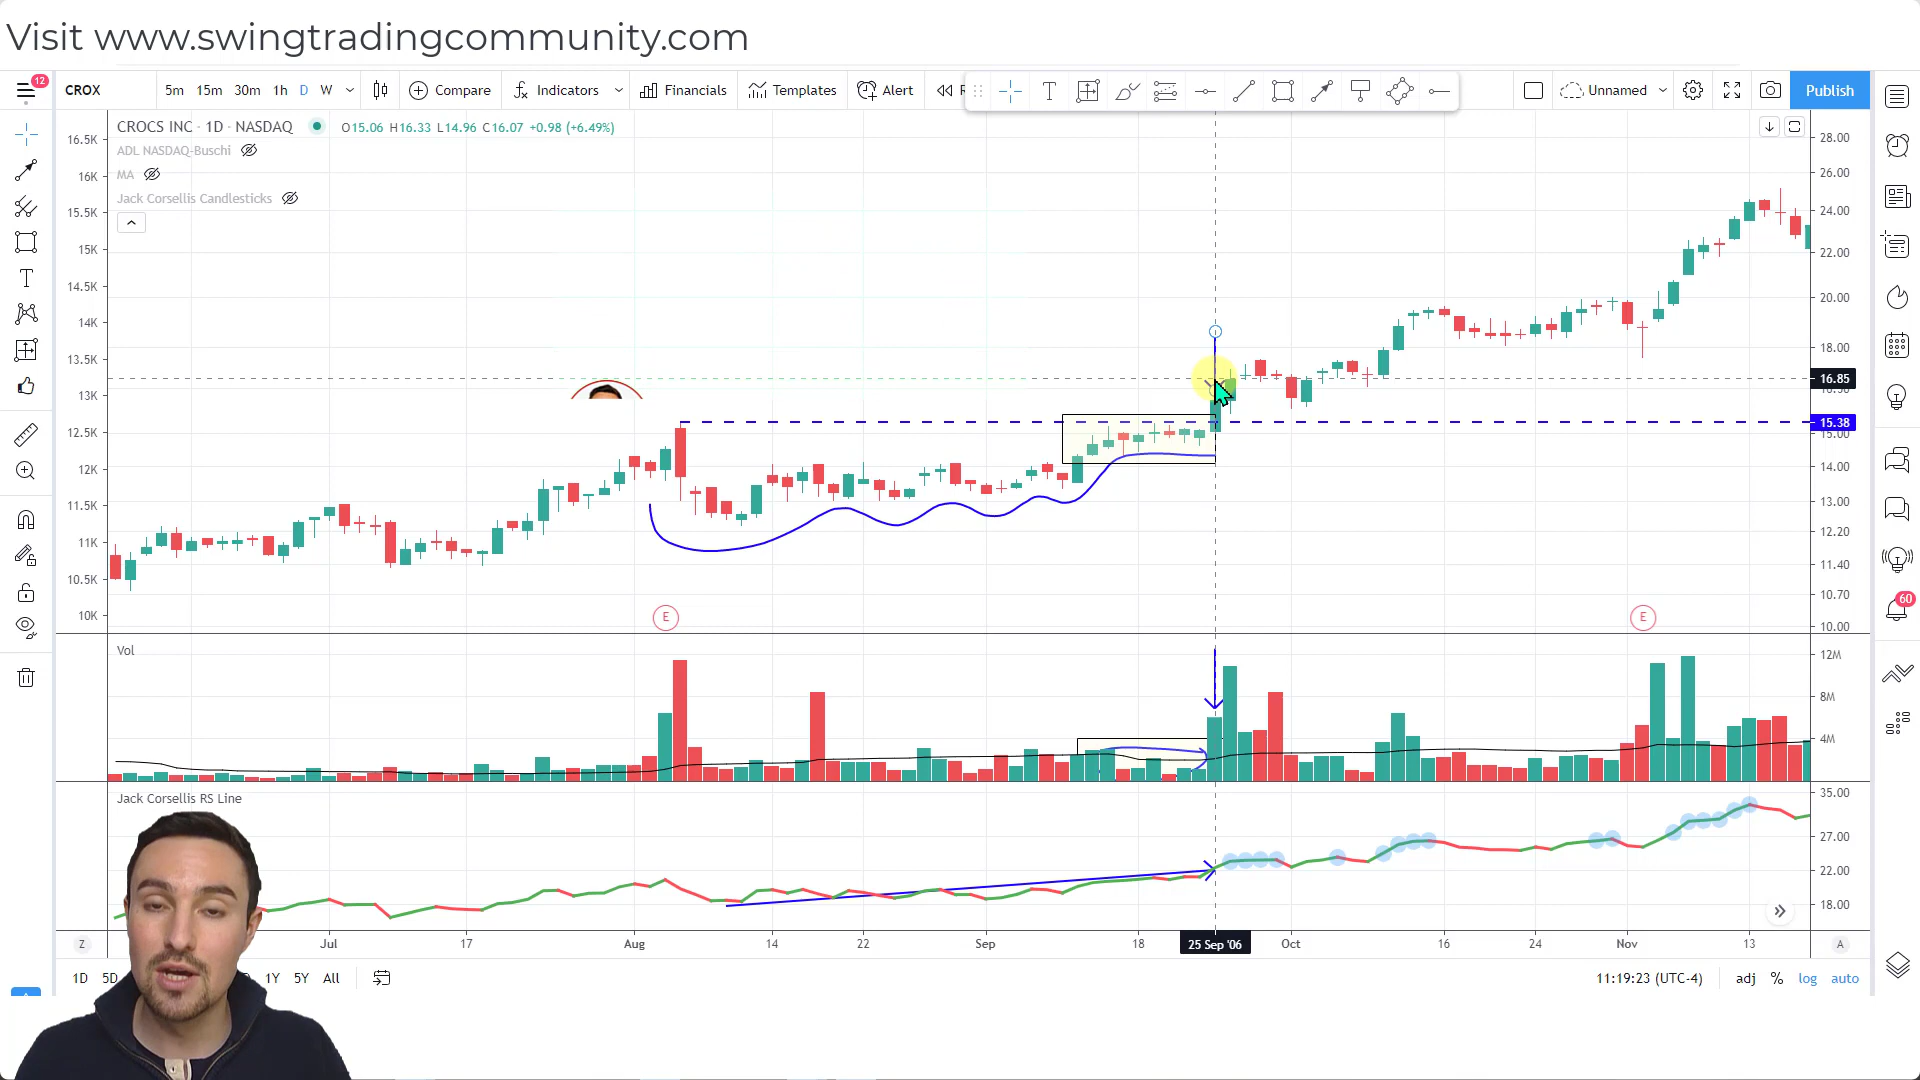 Visit www.swingtradingcommunity.com
12
CROX
5m 15m 30m 1h D W
Compare
Indicators
Financials
Templates
Alert
Unnamed
Publish
CROCS INC · 1D · NASDAQ
O15.06 H16.33 L14.96 C16.07 +0.98 (+6.49%)
ADL NASDAQ-Buschi
MA
Jack Corsellis Candlesticks
16.5K
16K
15.5K
15K
14.5K
14K
13.5K
13K
12.5K
12K
11.5K
11K
10.5K
10K
28.00
26.00
24.00
22.00
20.00
18.00
16.85
15.38
15.00
14.00
13.00
12.20
11.40
10.70
10.00
E
E
60
Vol
12M
8M
4M
Jack Corsellis RS Line
35.00
27.00
22.00
18.00
Z
Jul 17 Aug 14 22 Sep 18 25 Sep '06 Oct 16 24 Nov 13
A
1D 5D 1Y 5Y All
11:19:23 (UTC-4)
adj % log auto